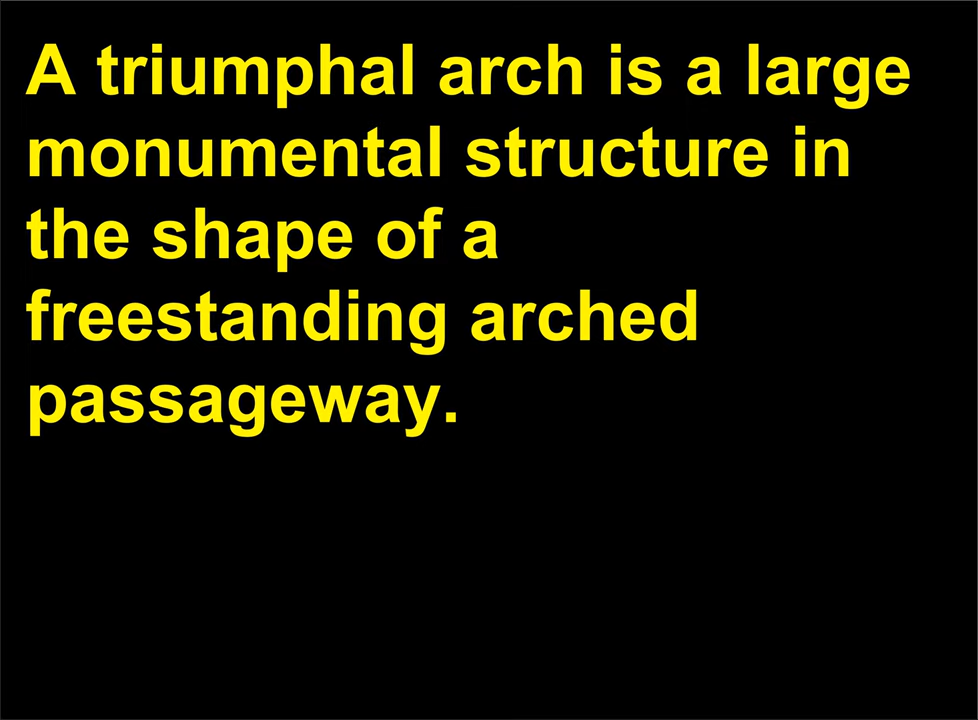 A triumphal arch is a large
monumental structure in
the shape of a
freestanding arched
passageway.